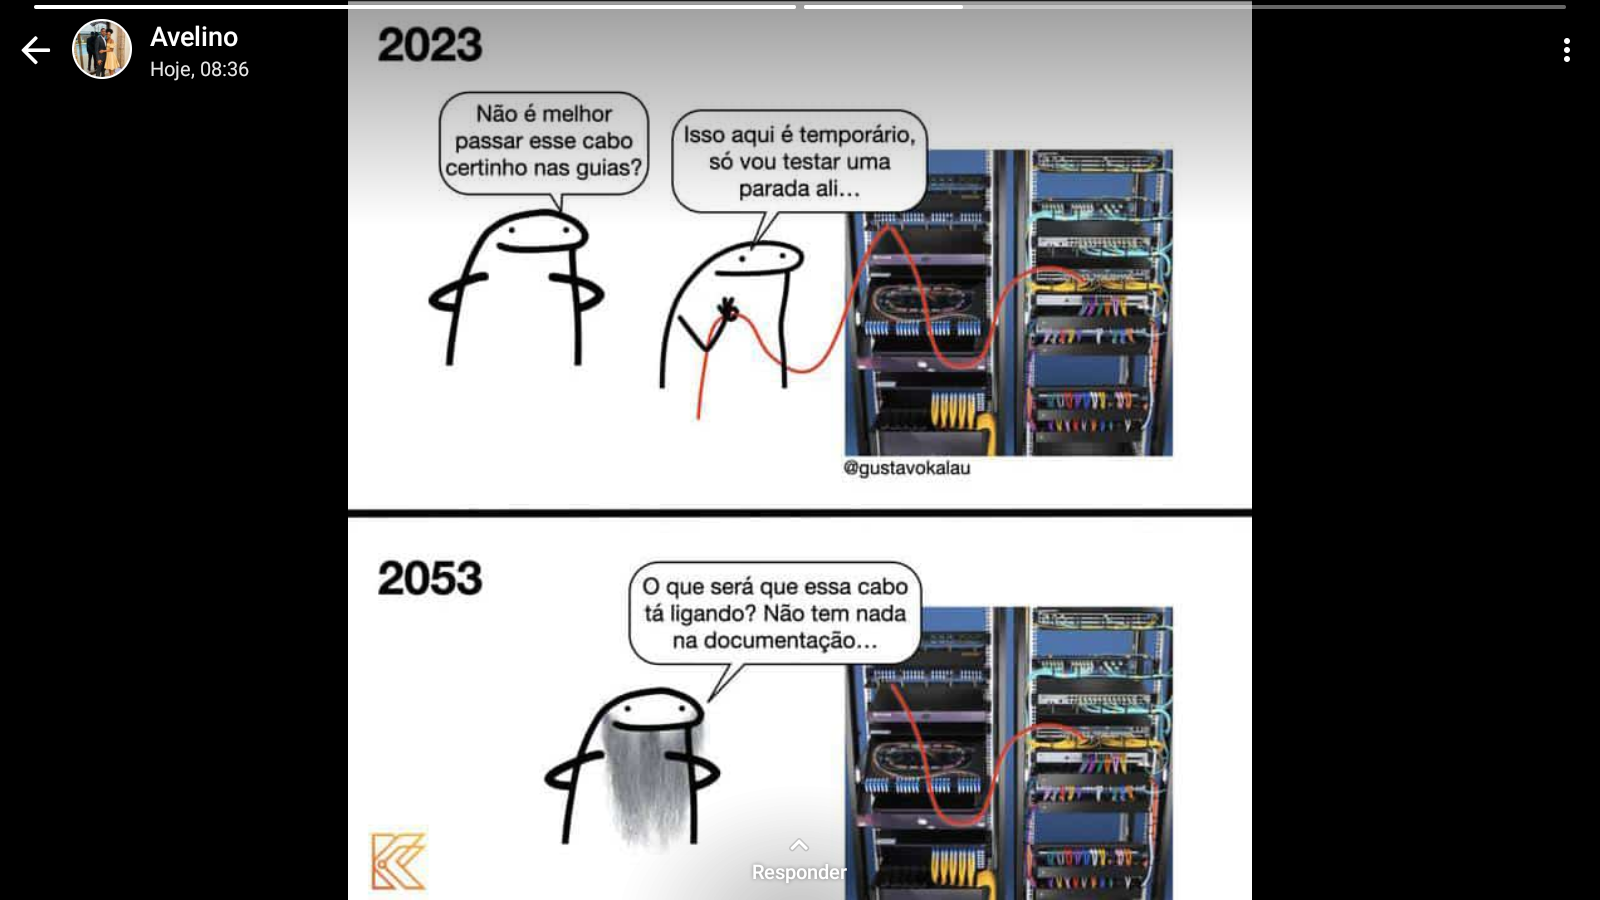 Avelino
Hoje, 08:36
2023
Não é melhor
passar esse cabo
certinho nas guias?
Isso aqui é temporário,
só vou testar uma
parada ali...
@gustavokalau
2053
O que será que essa cabo
tá ligando? Não tem nada
na documentação...
Responder